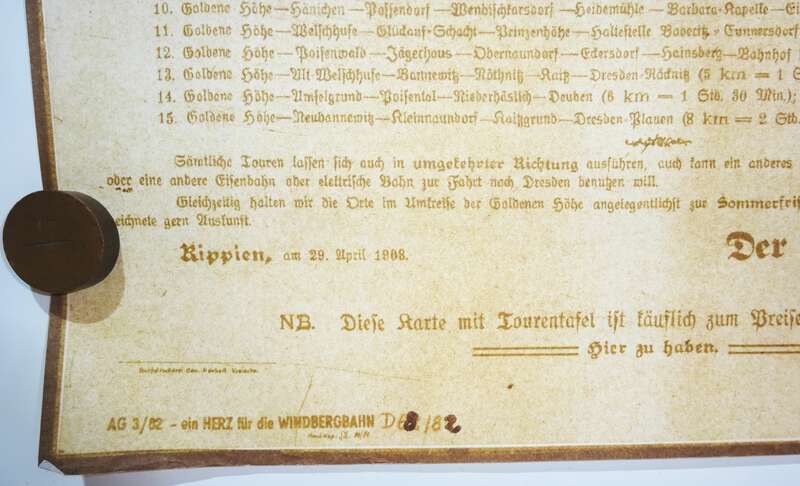 10. Goldene Höhe—Hänichen—Possendorf—Wendischkarsdorf—Heidemühle—Barbara-Kapelle—Ei
11. Goldene Höhe—Welschhufe—Glückauf-Schacht—Prinzenhöhe—Haltestelle Boderitz-Cunnersdorf
12. Goldene Höhe—Poisenwald—Jägerhaus—Obernaundorf—Eckersdorf—Hainsberg—Bahnhof
13. Goldene Höhe—Alt-Welschhufe—Bannewitz—Nöthnitz—Kaitz—Dresden-Räcknitz (5 km = 1 S
14. Goldene Höhe—Amselgrund—Poisental—Niederhäslich—Deuben (6 km = 1 Std. 30 Min.);
15. Goldene Höhe—Neubannewitz—Kleinnaundorf—Kaitzgrund—Dresden-Plauen (8 km = 2 Std.
Sämtliche Touren lassen sich auch in umgekehrter Richtung ausführen, auch kann ein anderes
oder eine andere Eisenbahn oder elektrische Bahn zur Fahrt nach Dresden benutzen will.
Gleichzeitig halten wir die Orte im Umkreise der Goldenen Höhe angelegentlichst zur Sommerfris
eichnete gern Auskunft.
Rippien, am 29. April 1908.
Der
NB. Diese Karte mit Tourentafel ist käuflich zum Preise
Hier zu haben.
AG 3/82 - ein HERZ für die WINDBERGBAHN